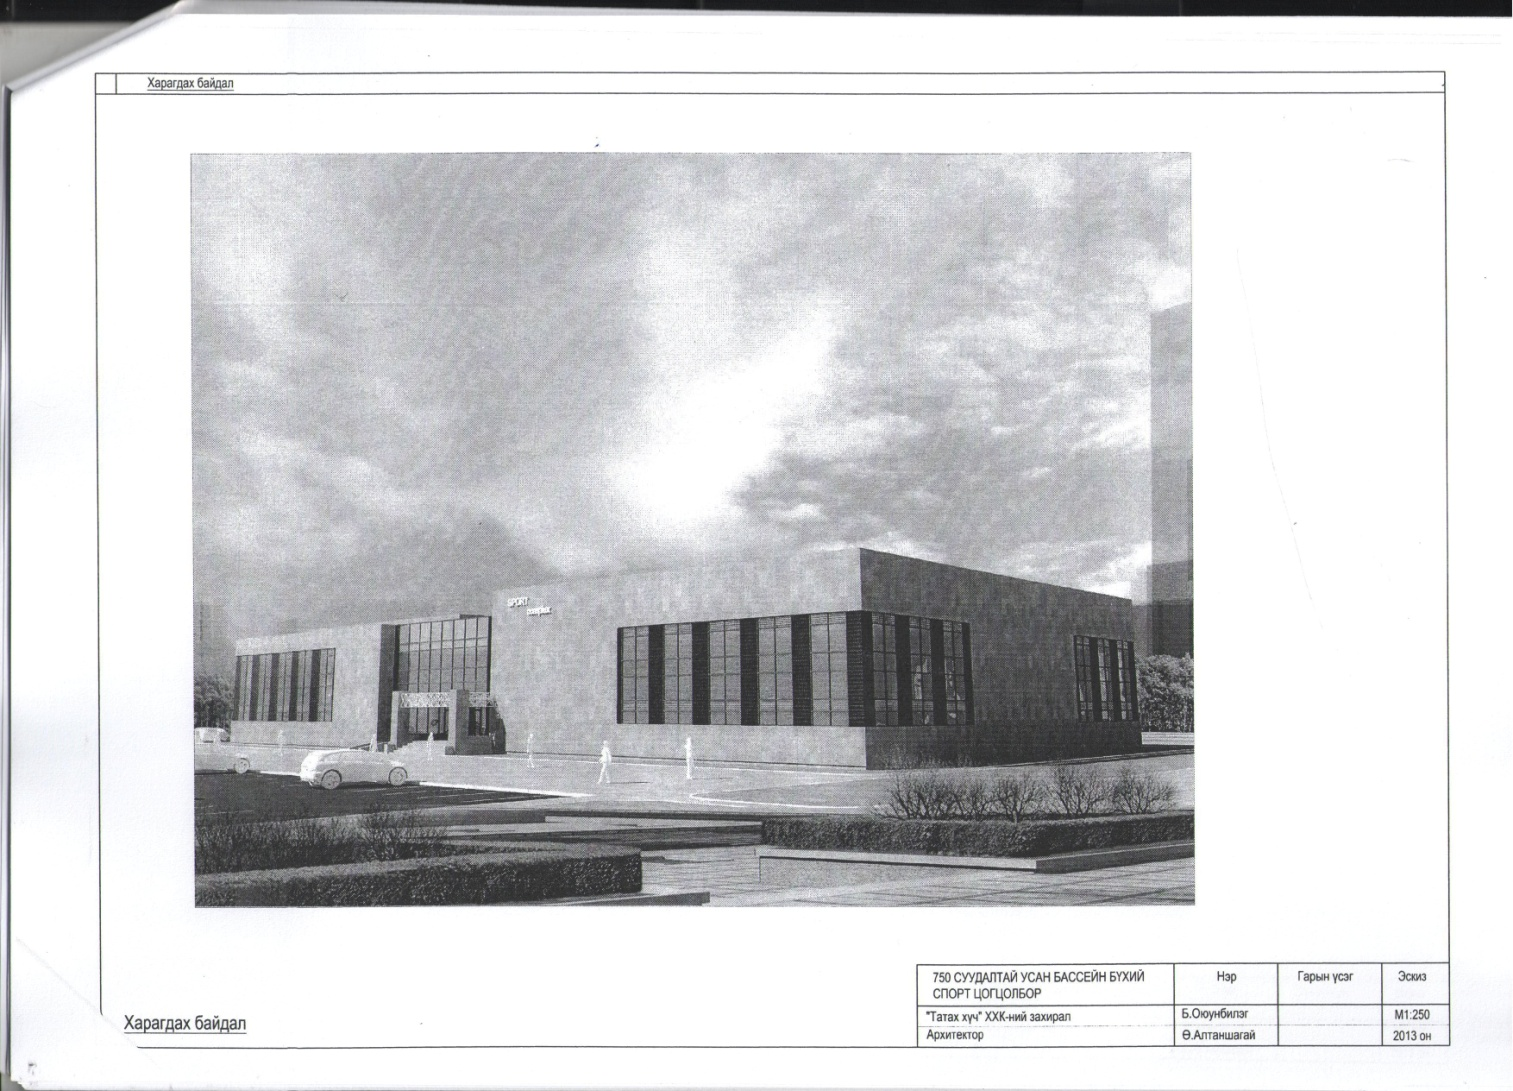 Харагдах байдал
SPORT
complex
750 СУУДАЛТАЙ УСАН БАССЕЙН БҮХИЙ
СПОРТ ЦОГЦОЛБОР
Нэр
Гарын үсэг
Эскиз
"Татах хүч" ХХК-ний захирал
Б.Оюунбилэг
М1:250
Архитектор
Ө.Алтаншагай
2013 он
Харагдах байдал